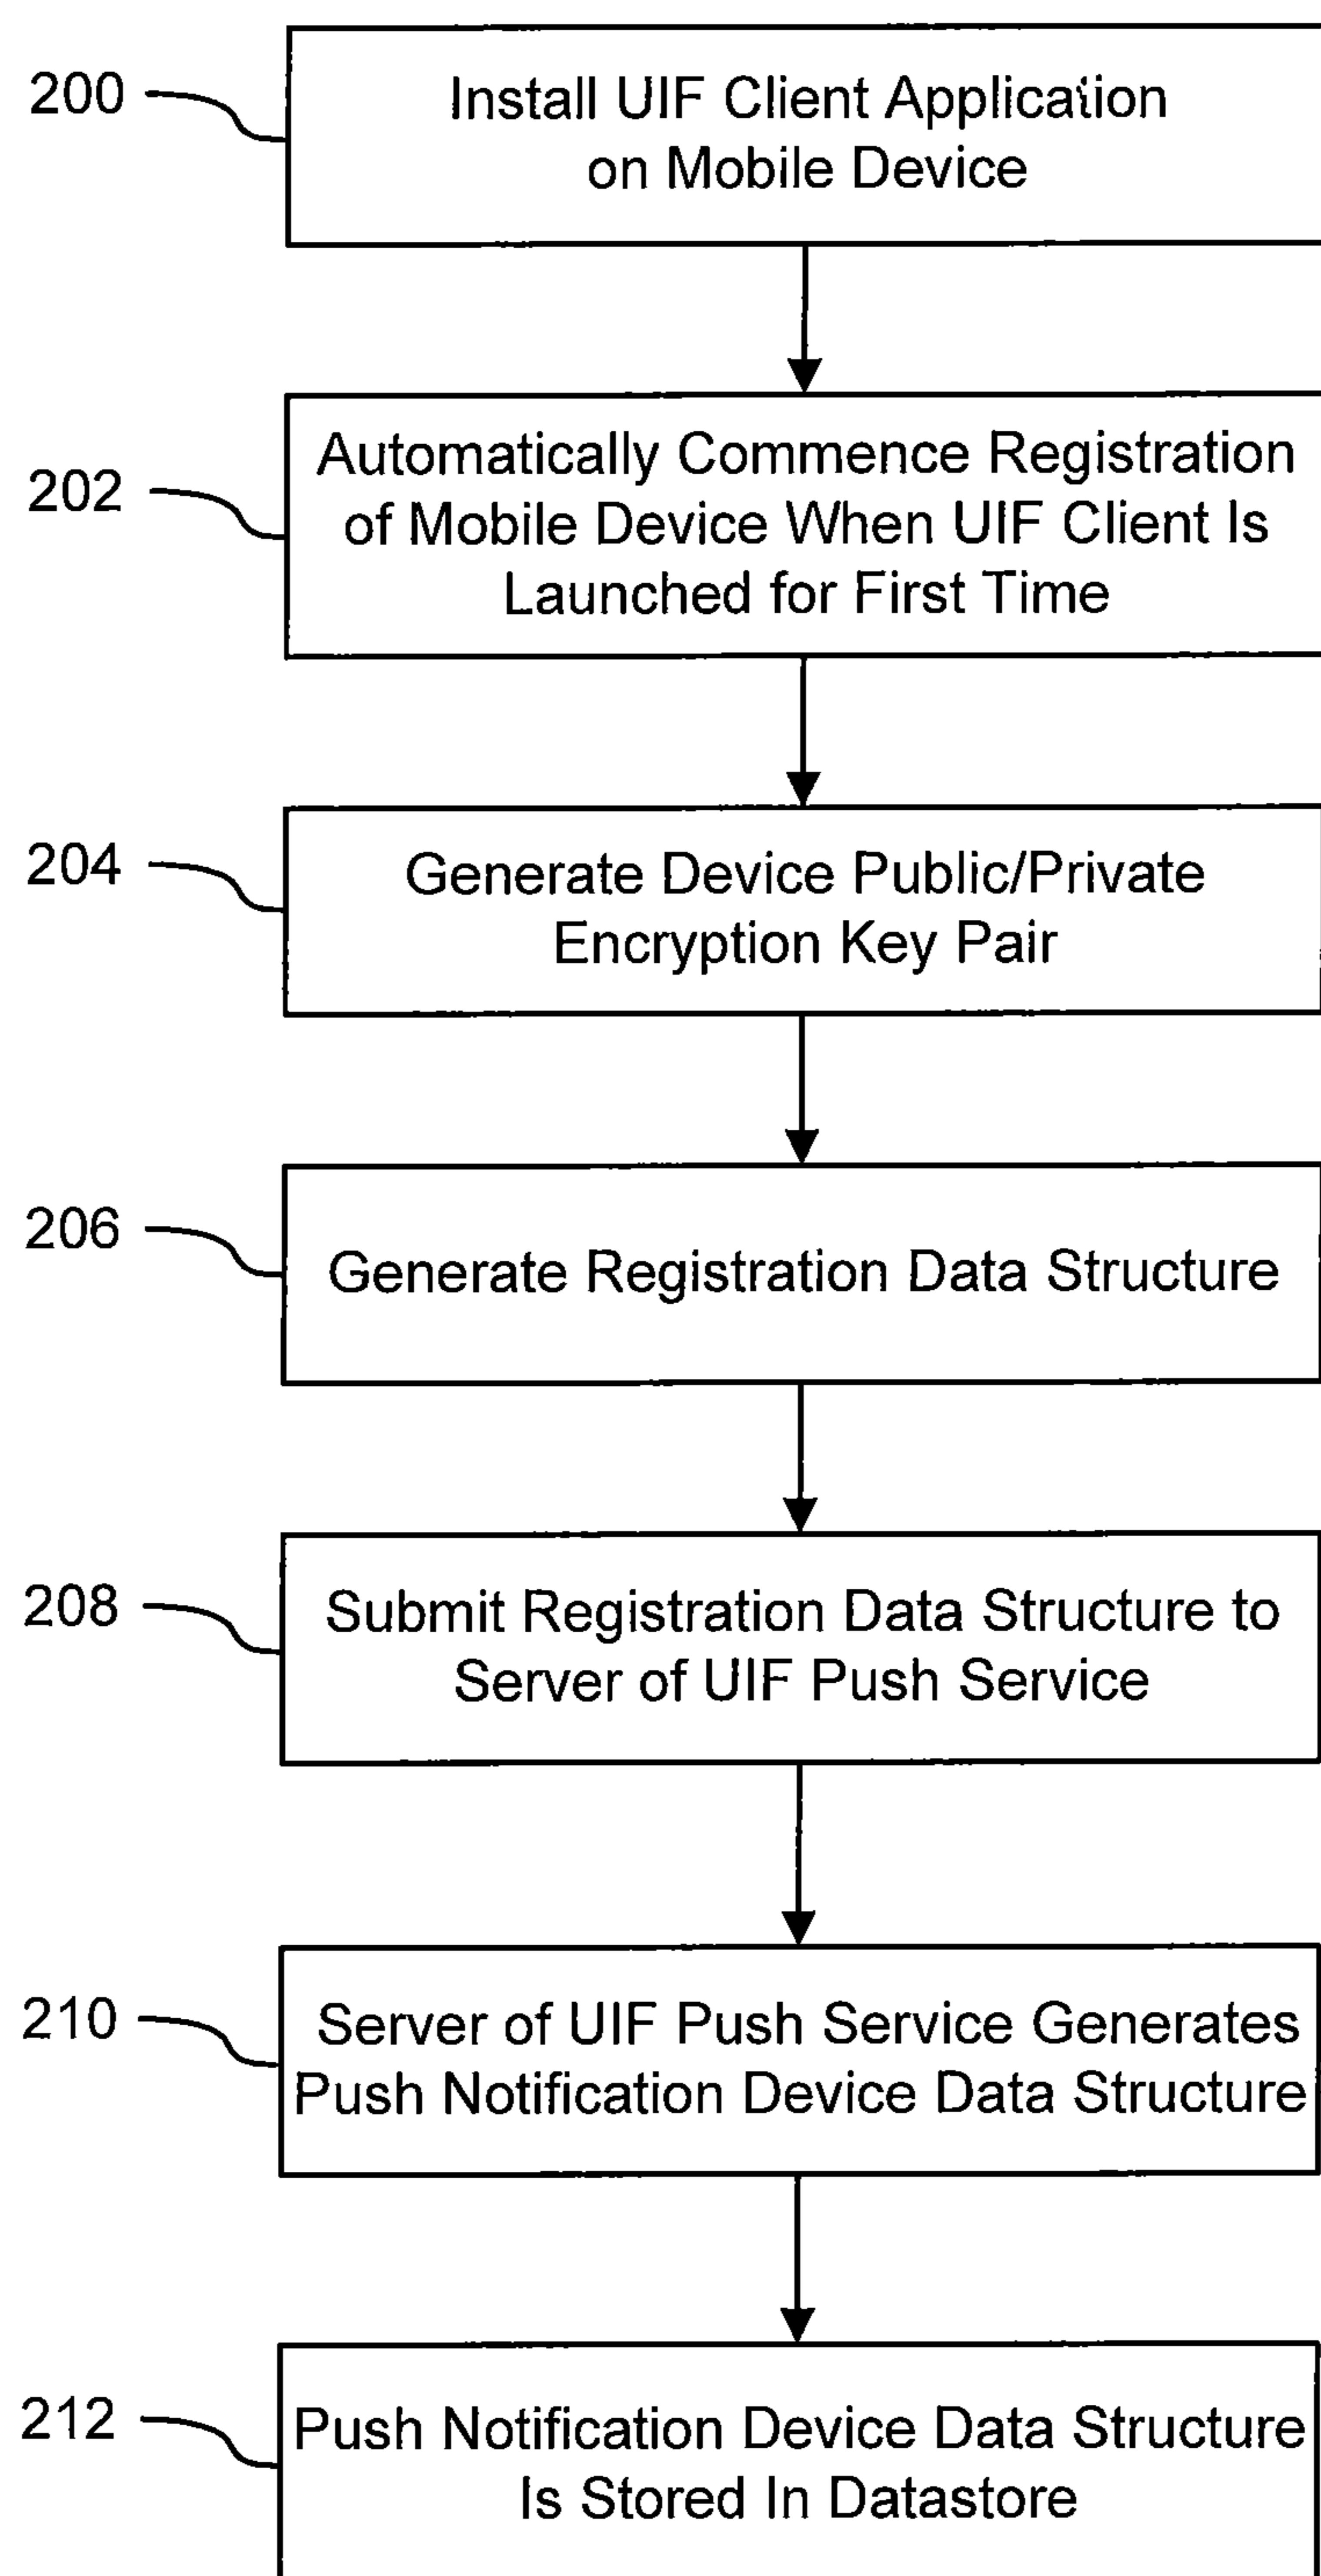 200
Install UIF Client Application
on Mobile Device
202
Automatically Commence Registration
of Mobile Device When UIF Client Is
Launched for First Time
204
Generate Device Public/Private
Encryption Key Pair
206
Generate Registration Data Structure
208
Submit Registration Data Structure to
Server of UIF Push Service
210
Server of UIF Push Service Generates
Push Notification Device Data Structure
212
Push Notification Device Data Structure
Is Stored In Datastore